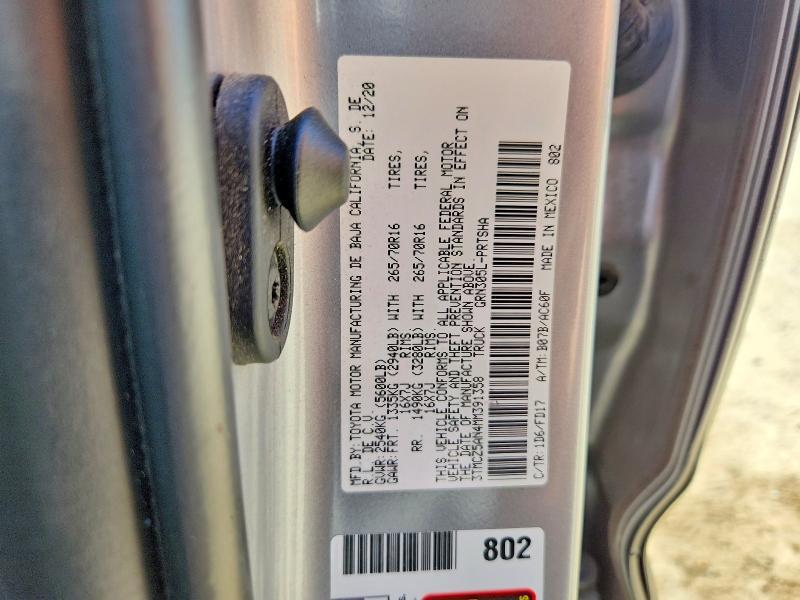 MFD.BY:TOYOTA MOTOR MANUFACTURING DE BAJA CALIFORNIA, S. DE
R.L. DE C.V. DATE: 12/20
GVWR:2540KG(5600LB)
GAWR:FRT. 1335KG(2940LB) WITH 265/70R16 TIRES,
16X7J RIMS.
RR. 1490KG(3280LB) WITH 265/70R16 TIRES,
16X7J RIMS.
THIS VEHICLE CONFORMS TO ALL APPLICABLE FEDERAL MOTOR
VEHICLE SAFETY AND THEFT PREVENTION STANDARDS IN EFFECT ON
THE DATE OF MANUFACTURE SHOWN ABOVE.
3TMCZ5AN4MM391358 TRUCK GRN305L-PRTSHA
C/TR:1D6/FD17 A/TM:B07B/AC60F MADE IN MEXICO 802
802